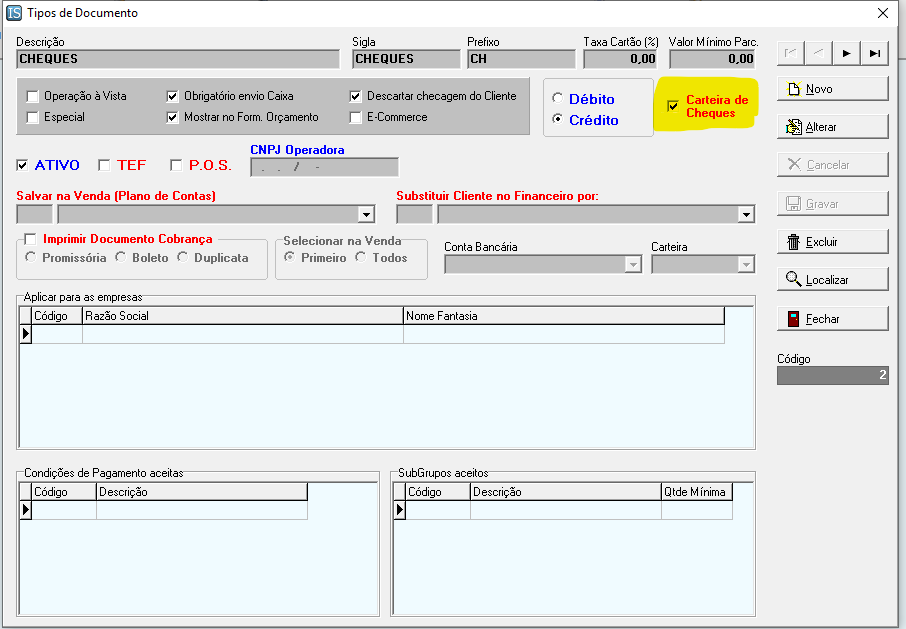 IS Tipos de Documento
Descrição Sigla Prefixo Taxa Cartão (%) Valor Mínimo Parc.
CHEQUES CHEQUES CH 0,00 0,00
Operação à Vista Obrigatório envio Caixa Descartar checagem do Cliente
Especial Mostrar no Form. Orçamento E-Commerce
Débito
Crédito
Carteira de
Cheques
ATIVO TEF P.O.S.
CNPJ Operadora
. . / -
Salvar na Venda (Plano de Contas) Substituir Cliente no Financeiro por:
Imprimir Documento Cobrança
Promissória Boleto Duplicata
Selecionar na Venda
Primeiro Todos
Conta Bancária Carteira
Aplicar para as empresas
Código Razão Social Nome Fantasia
Condições de Pagamento aceitas
Código Descrição
SubGrupos aceitos
Código Descrição Qtde Mínima
Novo
Alterar
Cancelar
Gravar
Excluir
Localizar
Fechar
Código
2